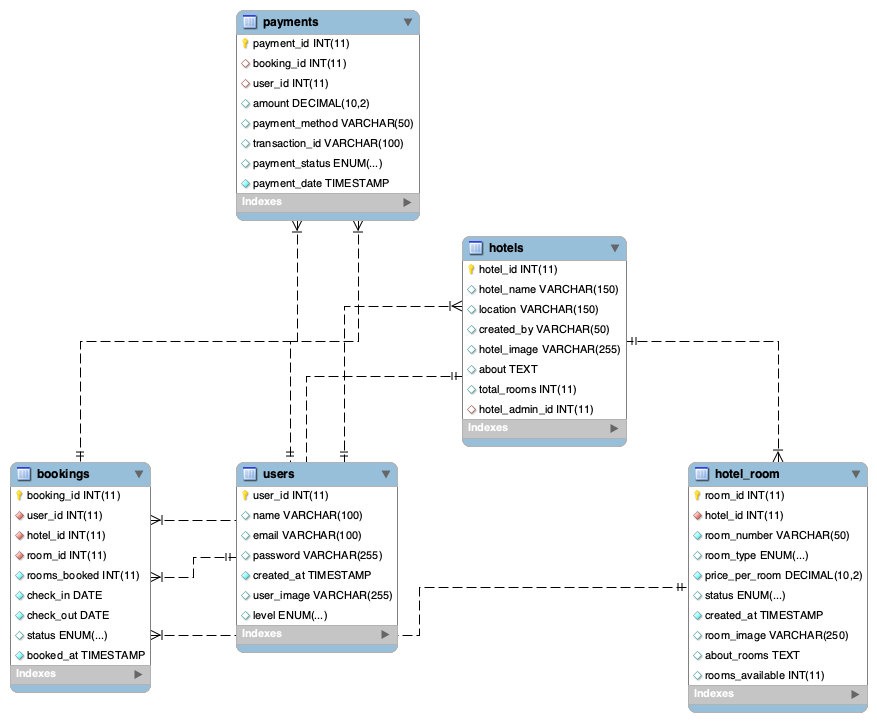 payments
payment_id INT(11)
booking_id INT(11)
user_id INT(11)
amount DECIMAL(10,2)
payment_method VARCHAR(50)
transaction_id VARCHAR(100)
payment_status ENUM(...)
payment_date TIMESTAMP
Indexes
hotels
hotel_id INT(11)
hotel_name VARCHAR(150)
location VARCHAR(150)
created_by VARCHAR(50)
hotel_image VARCHAR(255)
about TEXT
total_rooms INT(11)
hotel_admin_id INT(11)
Indexes
bookings
booking_id INT(11)
user_id INT(11)
hotel_id INT(11)
room_id INT(11)
rooms_booked INT(11)
check_in DATE
check_out DATE
status ENUM(...)
booked_at TIMESTAMP
Indexes
users
user_id INT(11)
name VARCHAR(100)
email VARCHAR(100)
password VARCHAR(255)
created_at TIMESTAMP
user_image VARCHAR(255)
level ENUM(...)
Indexes
hotel_room
room_id INT(11)
hotel_id INT(11)
room_number VARCHAR(50)
room_type ENUM(...)
price_per_room DECIMAL(10,2)
status ENUM(...)
created_at TIMESTAMP
room_image VARCHAR(250)
about_rooms TEXT
rooms_available INT(11)
Indexes